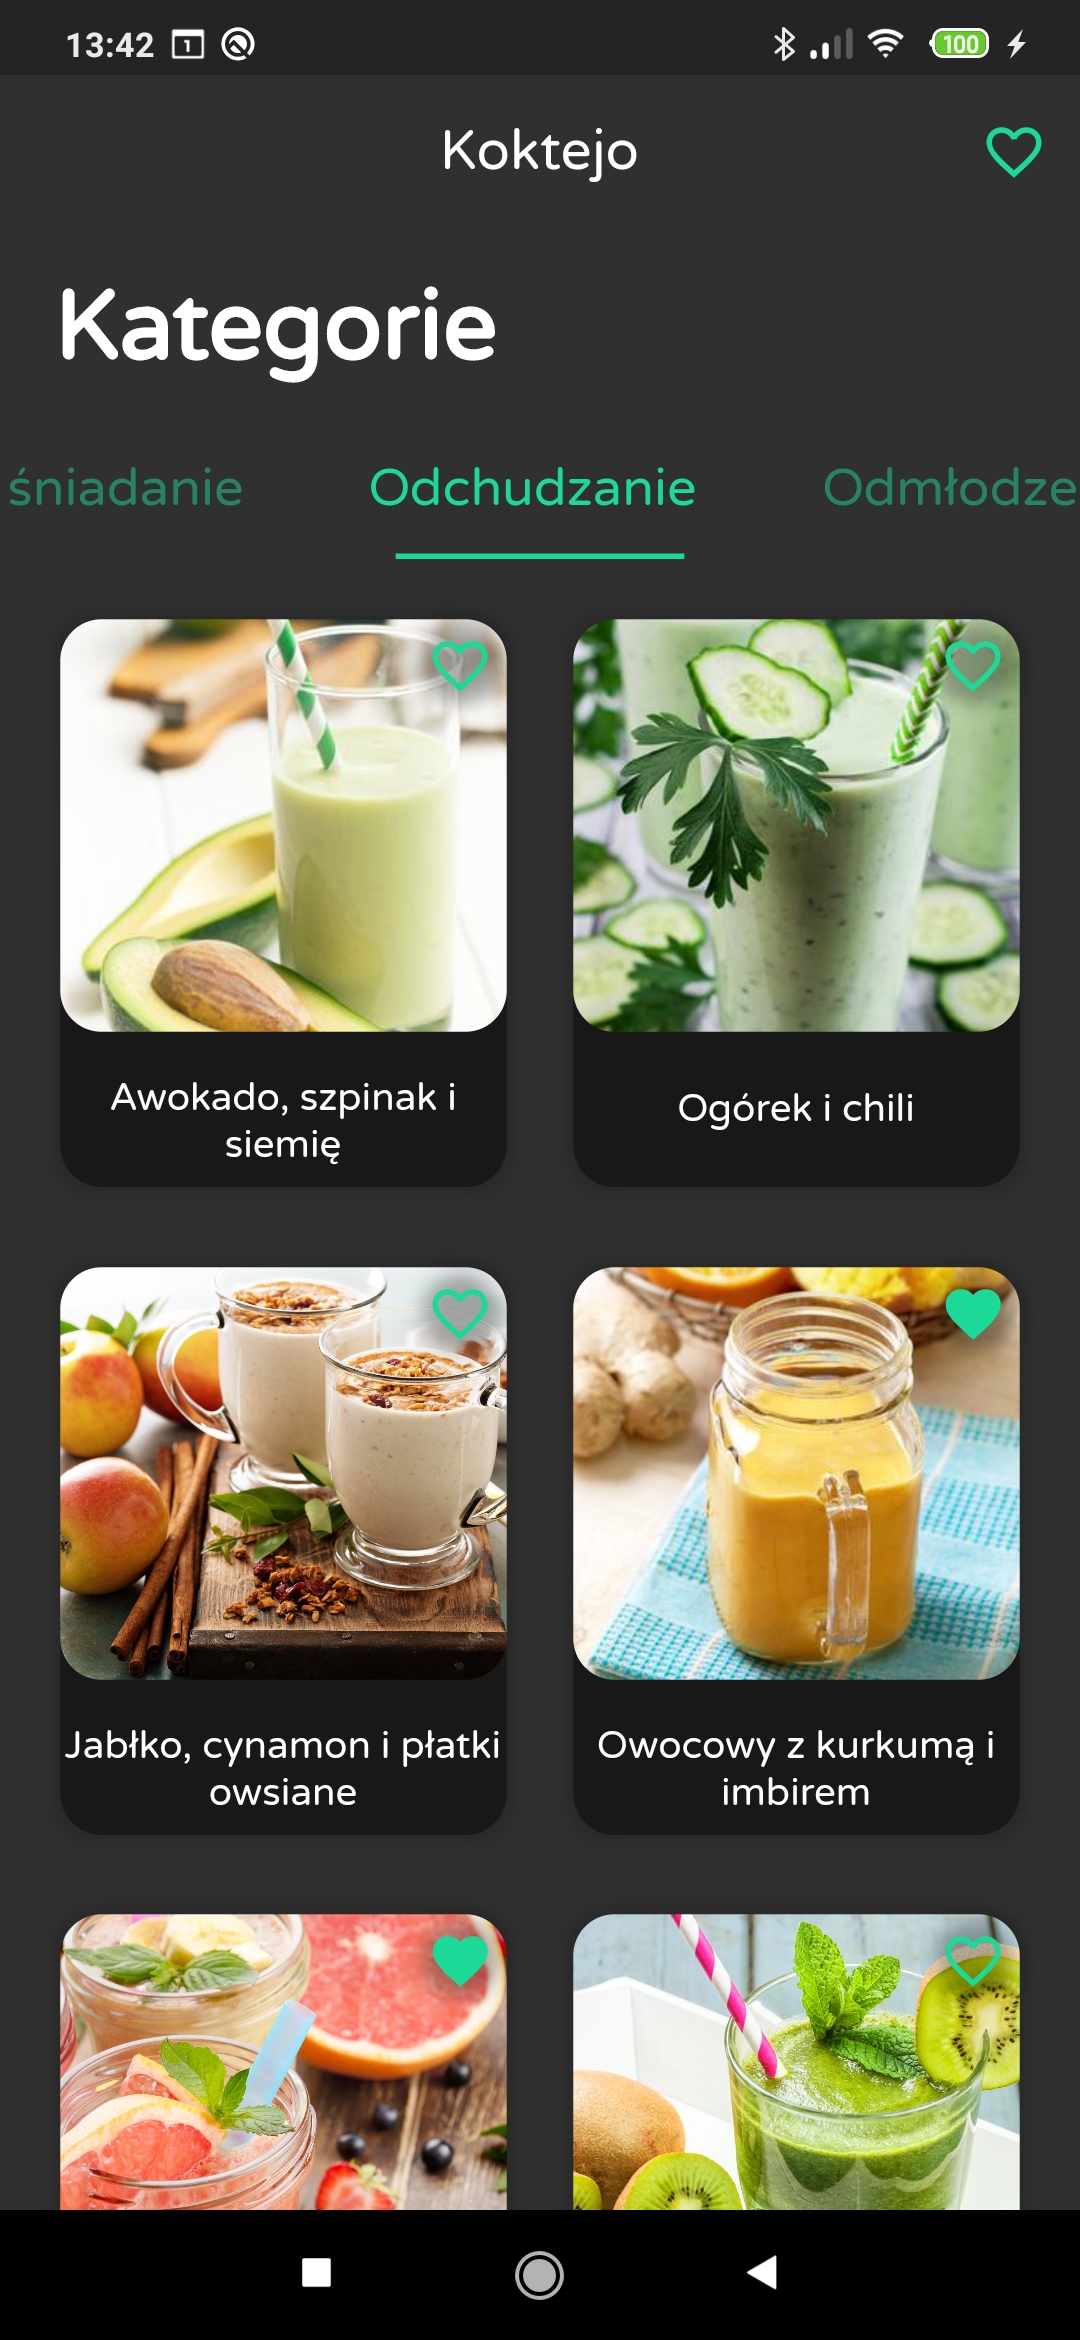 13:42 1 100
Koktejo
Kategorie
śniadanie Odchudzanie Odmłodze
Awokado, szpinak i
siemię
Ogórek i chili
Jabłko, cynamon i płatki
owsiane
Owocowy z kurkumą i
imbirem